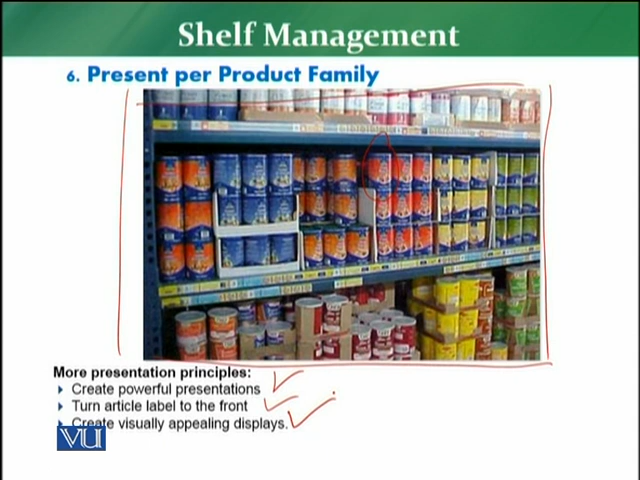 Shelf Management
6. Present per Product Family
More presentation principles:
Create powerful presentations
Turn article label to the front
Create visually appealing displays.
VU